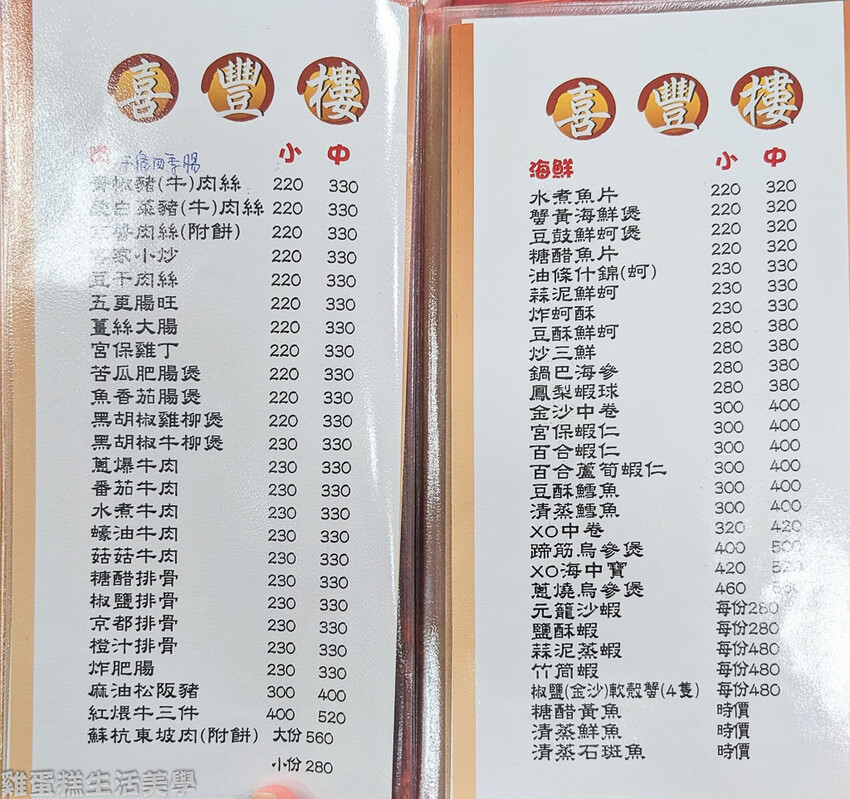 喜豐樓
肉 四季腸 小 中
青椒豬(牛)肉絲 220 330
酸白菜豬(牛)肉絲 220 330
京醬肉絲(附餅) 220 330
客家小炒 220 330
豆干肉絲 220 330
五更腸旺 220 330
薑絲大腸 220 330
宮保雞丁 220 330
苦瓜肥腸煲 220 330
魚香茄腸煲 220 330
黑胡椒雞柳煲 220 330
黑胡椒牛柳煲 230 330
蔥爆牛肉 230 330
番茄牛肉 230 330
水煮牛肉 230 330
蠔油牛肉 230 330
菇菇牛肉 230 330
糖醋排骨 230 330
椒鹽排骨 230 330
京都排骨 230 330
橙汁排骨 230 330
炸肥腸 230 330
麻油松阪豬 300 400
紅煨牛三件 400 520
蘇杭東坡肉(附餅) 大份560
小份280
喜豐樓
海鮮 小 中
水煮魚片 220 320
蟹黃海鮮煲 220 320
豆鼓鮮蚵煲 220 320
糖醋魚片 220 320
油條什錦(蚵) 230 330
蒜泥鮮蚵 230 330
炸蚵酥 230 330
豆酥鮮蚵 280 380
炒三鮮 280 380
鍋巴海參 280 380
鳳梨蝦球 280 380
金沙中卷 300 400
宮保蝦仁 300 400
百合蝦仁 300 400
百合蘆筍蝦仁 300 400
豆酥鱈魚 300 400
清蒸鱈魚 300 400
XO中卷 320 420
蹄筋烏參煲 400 500
XO海中寶 420 520
蔥燒烏參煲 460 560
元籠沙蝦 每份280
鹽酥蝦 每份280
蒜泥蒸蝦 每份480
竹筒蝦 每份480
椒鹽(金沙)軟殼蟹(4隻) 每份480
糖醋黃魚 時價
清蒸鮮魚 時價
清蒸石斑魚 時價
雞蛋糕生活美學